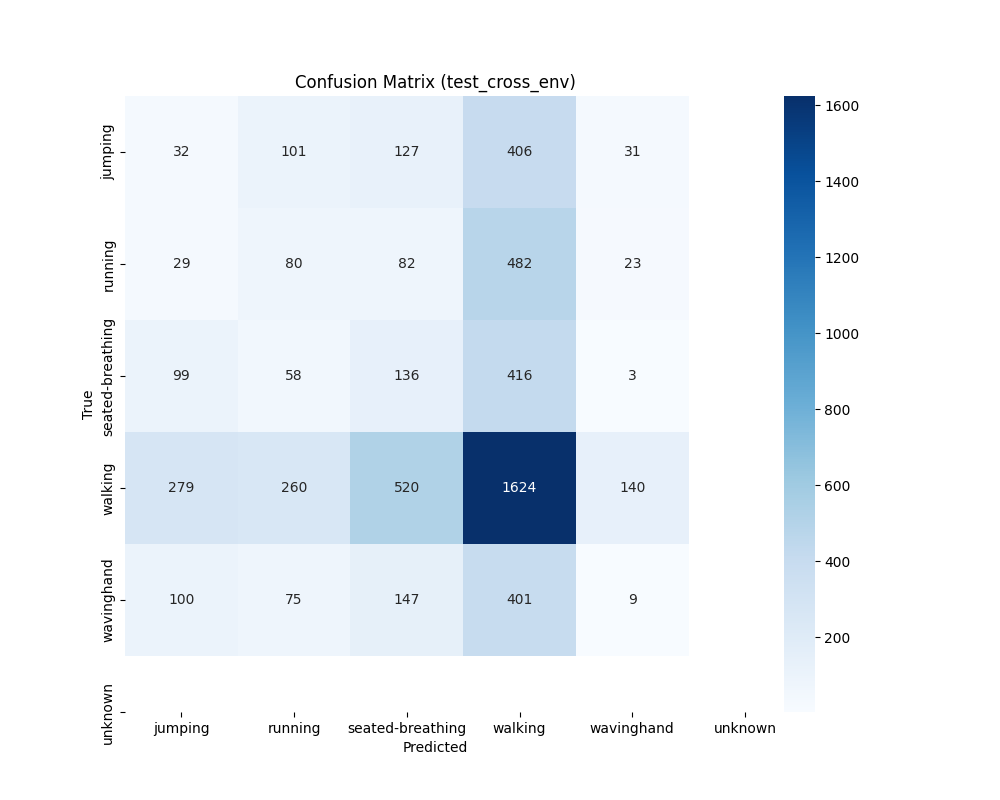 Confusion Matrix (test_cross_env)
jumping 32 101 127 406 31
running 29 80 82 482 23
seated-breathing 99 58 136 416 3
walking 279 260 520 1624 140
wavinghand 100 75 147 401 9
unknown
True
jumping running seated-breathing walking wavinghand unknown
Predicted
1600
1400
1200
1000
800
600
400
200